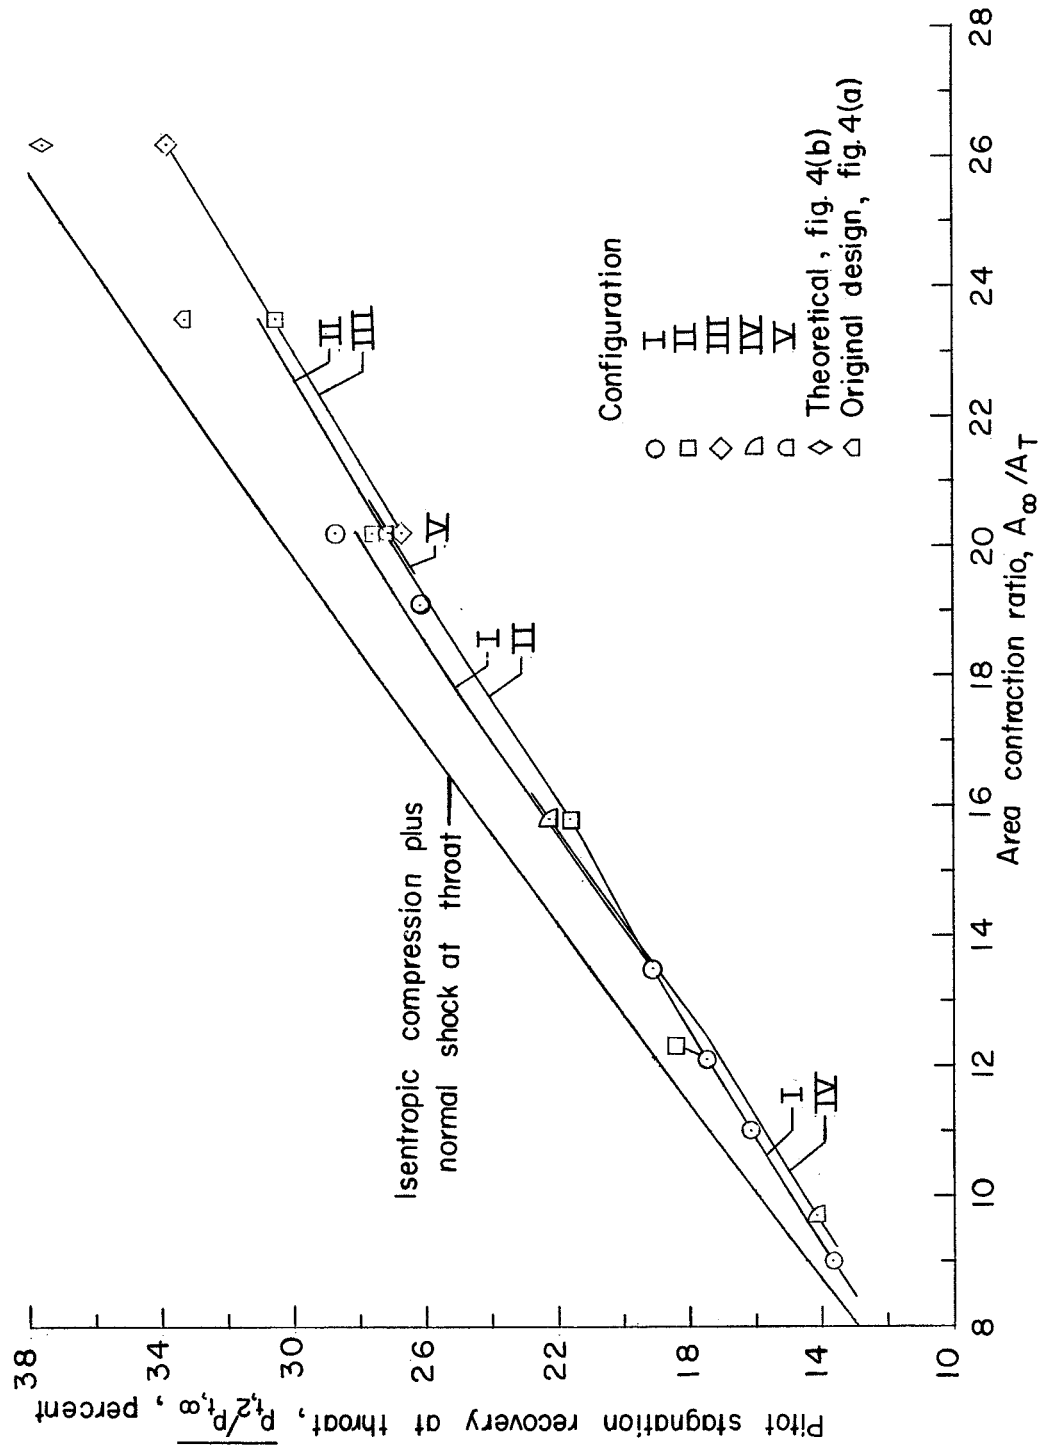 38
34
30
26
22
18
14
10
Pitot stagnation recovery at throat, p_{t,2}/p_{t,∞}, percent
8
10
12
14
16
18
20
22
24
26
28
Area contraction ratio, A_∞/A_T
Isentropic compression plus
normal shock at throat
I
IV
I
II
V
II
III
Configuration
I
II
III
IV
V
Theoretical, fig. 4(b)
Original design, fig. 4(a)